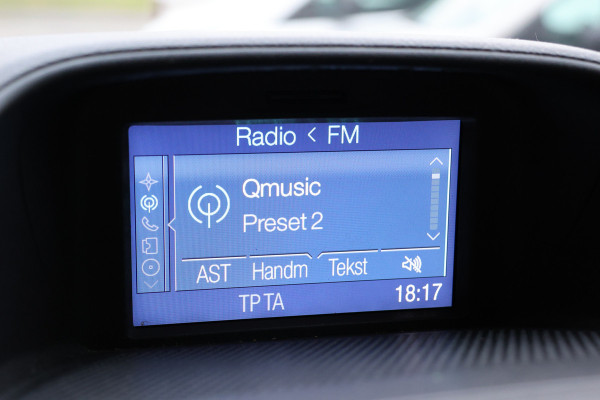 Radio < FM
Qmusic
Preset 2
AST Handm Tekst
TP TA 18:17